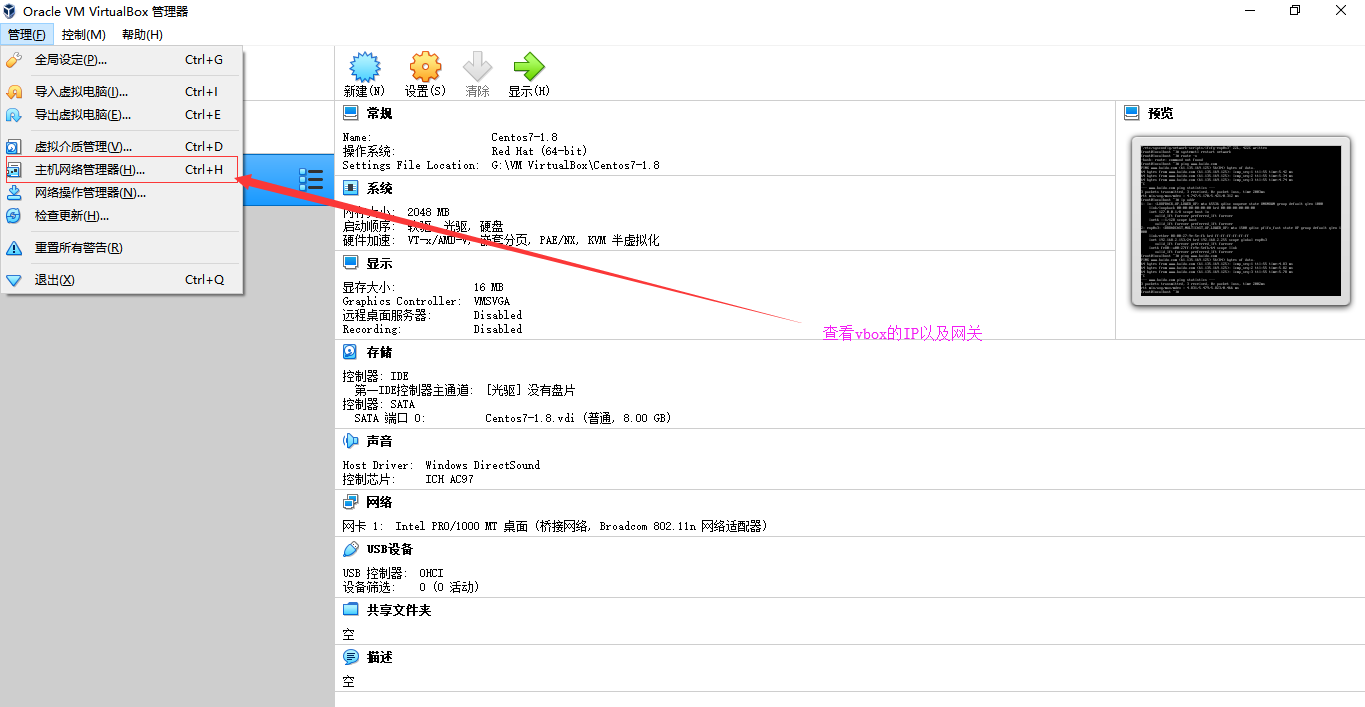 Oracle VM VirtualBox 管理器
管理(F) 控制(M) 帮助(H)
全局设定(P)... Ctrl+G
导入虚拟电脑(I)... Ctrl+I
导出虚拟电脑(E)... Ctrl+E
虚拟介质管理(V)... Ctrl+D
主机网络管理器(H)... Ctrl+H
网络操作管理器(N)...
检查更新(H)...
重置所有警告(R)
退出(X) Ctrl+Q
新建(N) 设置(S) 清除 显示(H)
常规
Name: Centos7-1.8
操作系统: Red Hat (64-bit)
Settings File Location: G:\VM VirtualBox\Centos7-1.8
系统
内存大小: 2048 MB
启动顺序: 软驱, 光驱, 硬盘
硬件加速: VT-x/AMD-V, 嵌套分页, PAE/NX, KVM 半虚拟化
显示
显存大小: 16 MB
Graphics Controller: VMSVGA
远程桌面服务器: Disabled
Recording: Disabled
存储
控制器: IDE
第一IDE控制器主通道: [光驱] 没有盘片
控制器: SATA
SATA 端口 0: Centos7-1.8.vdi (普通, 8.00 GB)
声音
Host Driver: Windows DirectSound
控制芯片: ICH AC97
网络
网卡 1: Intel PRO/1000 MT 桌面 (桥接网络, Broadcom 802.11n 网络适配器)
USB设备
USB 控制器: OHCI
设备筛选: 0 (0 活动)
共享文件夹
空
描述
空
预览
查看vbox的IP以及网关